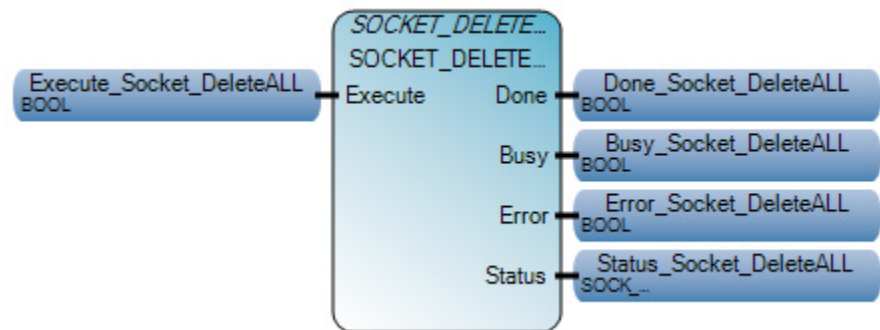 SOCKET_DELETE...
SOCKET_DELETE...
Execute_Socket_DeleteALL
BOOL
Execute
Done
Done_Socket_DeleteALL
BOOL
Busy
Busy_Socket_DeleteALL
BOOL
Error
Error_Socket_DeleteALL
BOOL
Status
Status_Socket_DeleteALL
SOCK_...